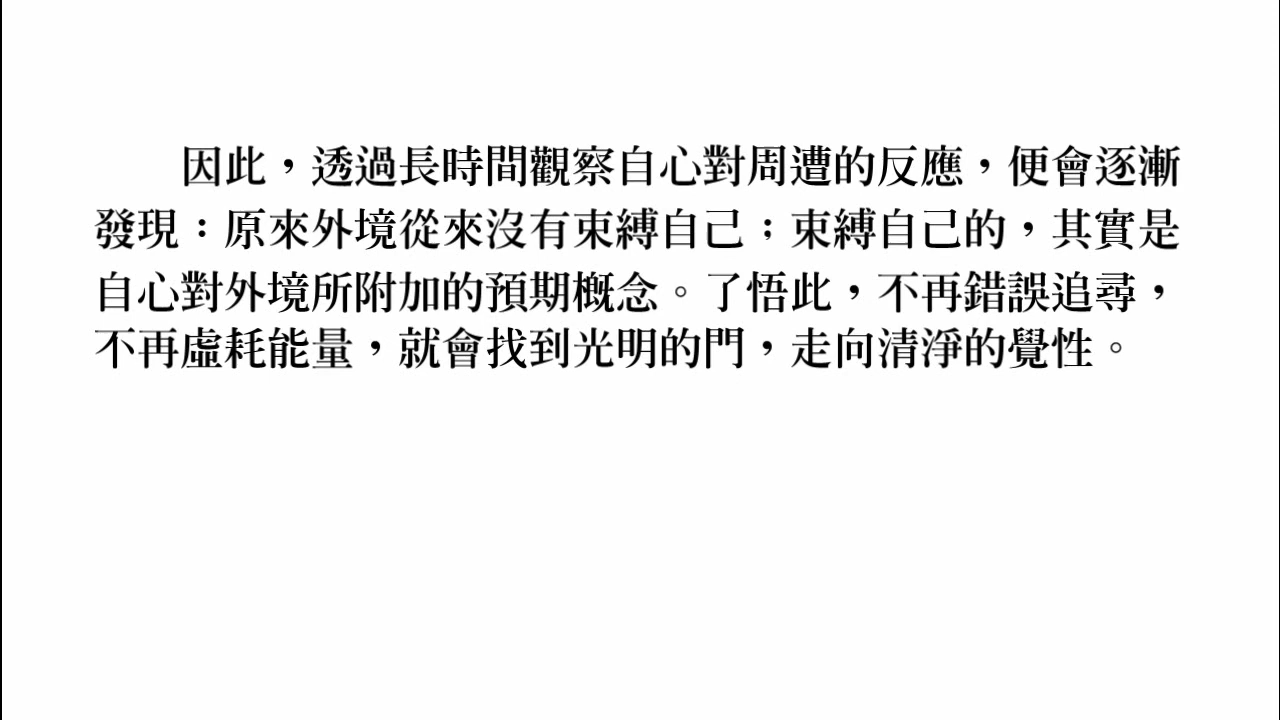 因此，透過長時間觀察自心對周遭的反應，便會逐漸
發現：原來外境從來沒有束縛自己；束縛自己的，其實是
自心對外境所附加的預期概念。了悟此，不再錯誤追尋，
不再虛耗能量，就會找到光明的門，走向清淨的覺性。